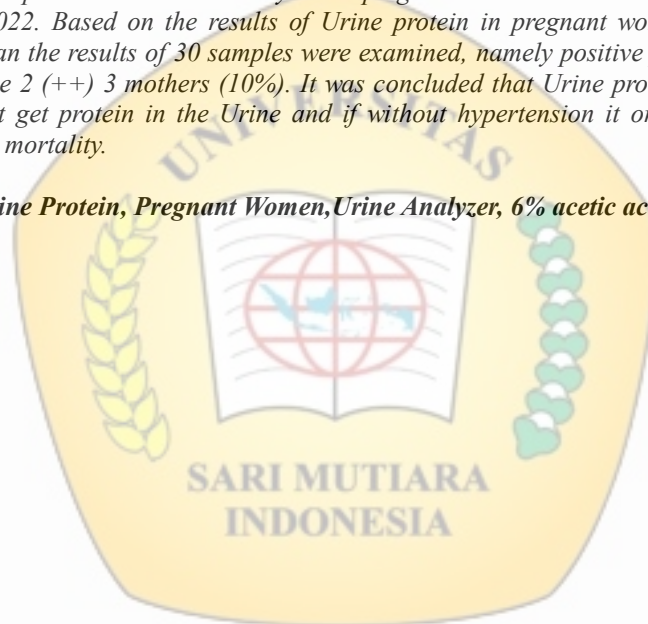 022. Based on the results of Urine protein in pregnant wo
an the results of 30 samples were examined, namely positive
e 2 (++) 3 mothers (10%). It was concluded that Urine pro
t get protein in the Urine and if without hypertension it or
mortality.
ine Protein, Pregnant Women,Urine Analyzer, 6% acetic ac
UNIVERSITAS
SARI MUTIARA
INDONESIA